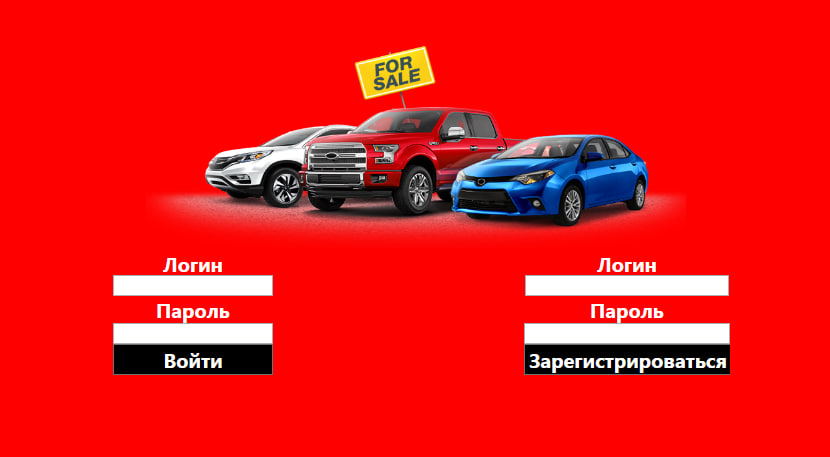 FOR
SALE
Логин
Пароль
Войти
Логин
Пароль
Зарегистрироваться